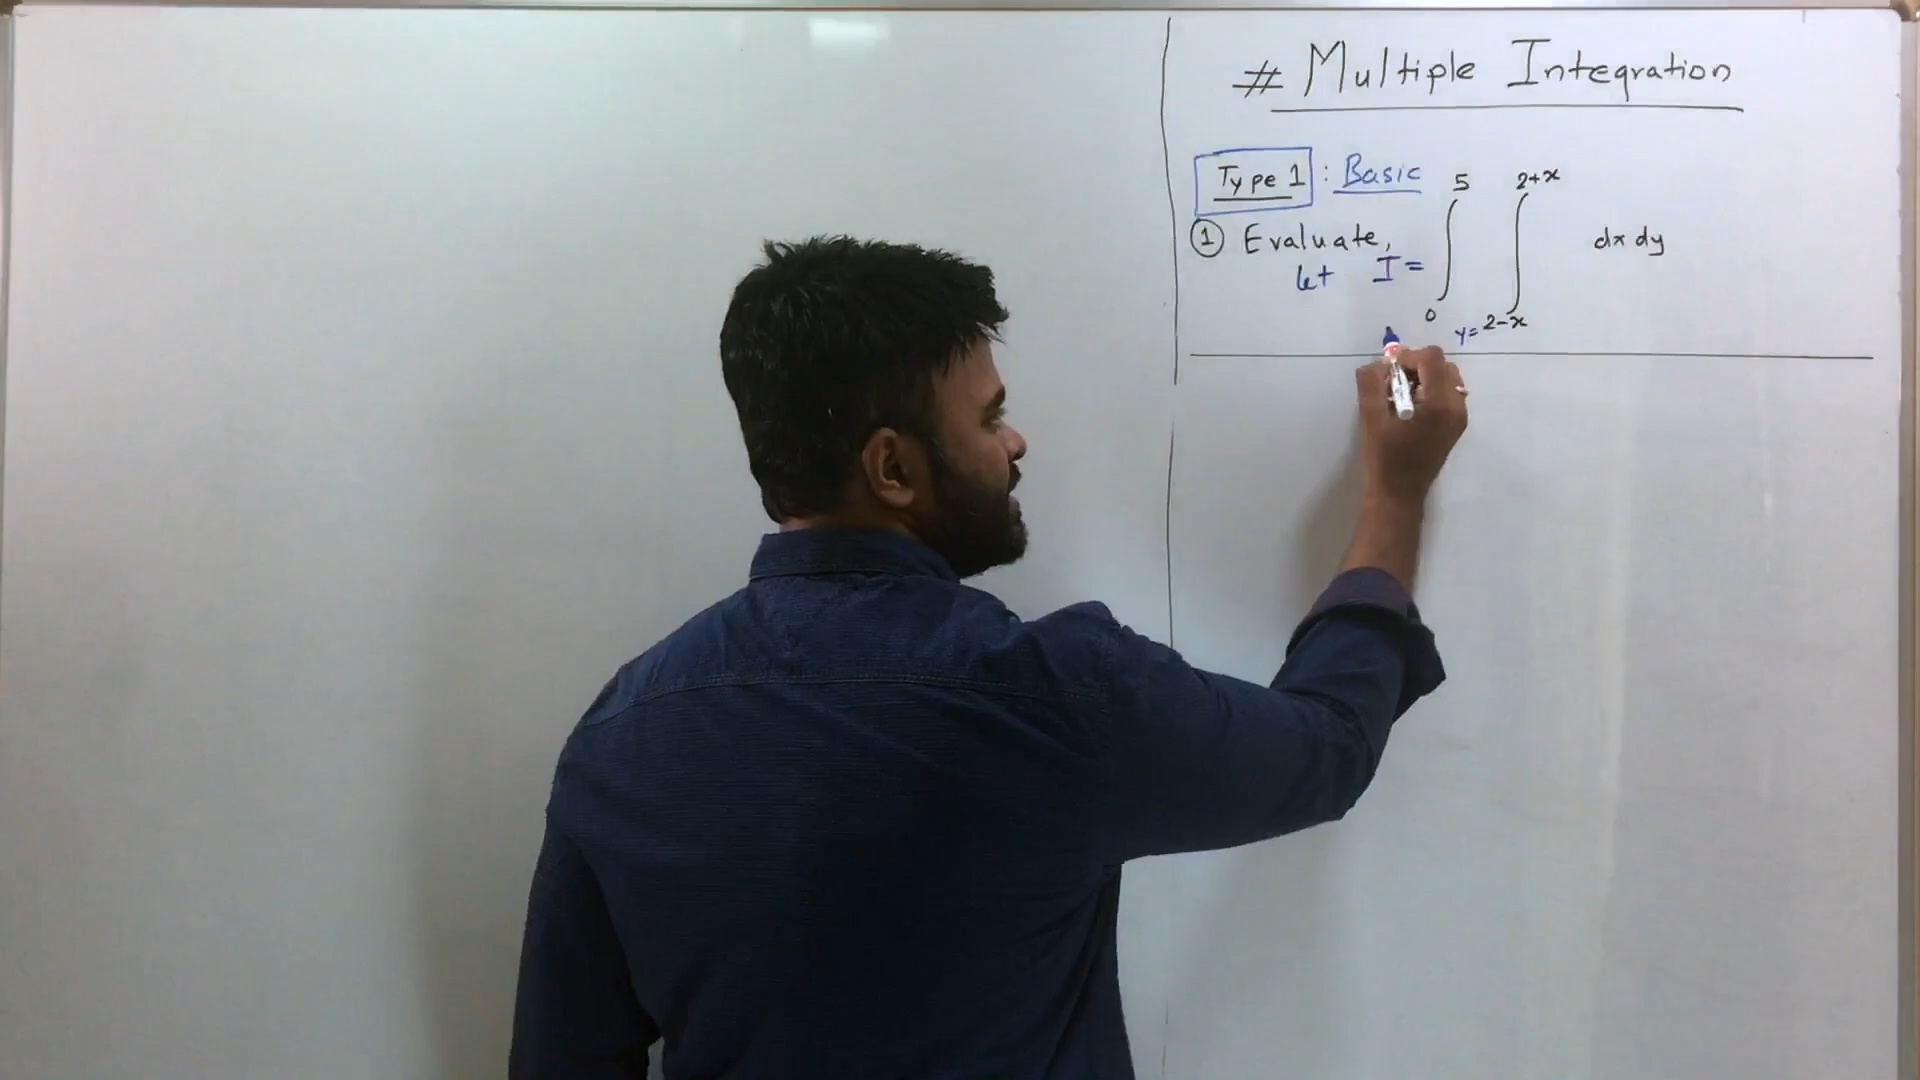 # Multiple Integration
Type 1 : Basic
① Evaluate, ∫ ∫ dx dy
let I =
5 2+x
0 y= 2-x